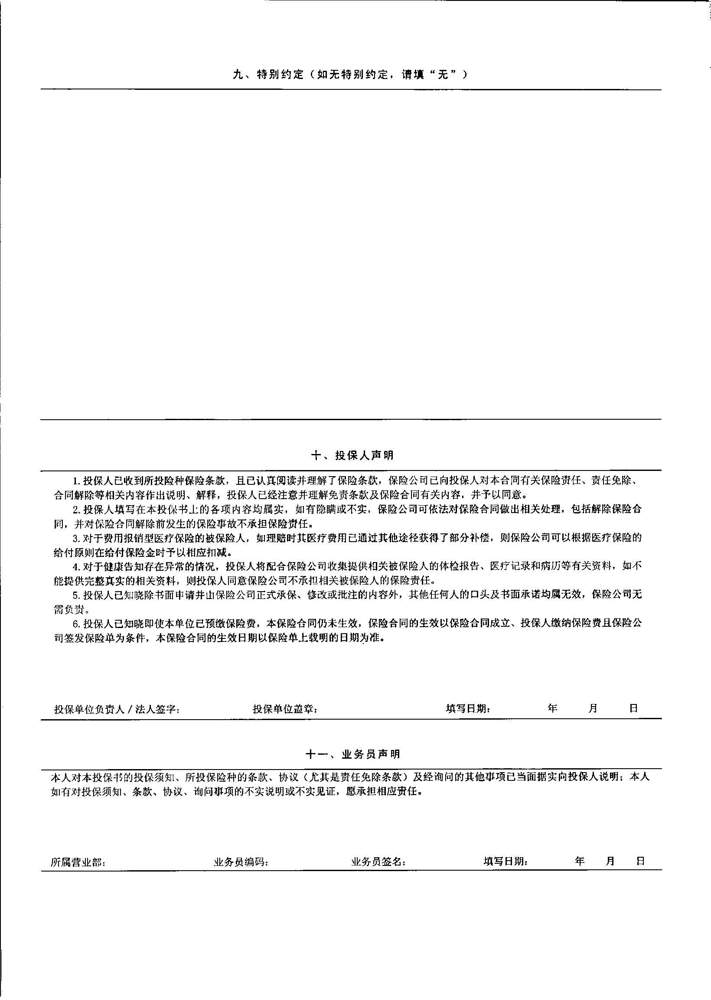 九、特别约定（如无特别约定，请填“无”）
十、投保人声明
1. 投保人已收到所投险种保险条款，且已认真阅读并理解了保险条款，保险公司已向投保人对本合同有关保险责任、责任免除、
合同解除等相关内容作出说明、解释，投保人已经注意并理解免责条款及保险合同有关内容，并予以同意。
2. 投保人填写在本投保书上的各项内容均属实，如有隐瞒或不实，保险公司可依法对保险合同做出相关处理，包括解除保险合
同，并对保险合同解除前发生的保险事故不承担保险责任。
3. 对于费用报销型医疗保险的被保险人，如理赔时其医疗费用已通过其他途径获得了部分补偿，则保险公司可以根据医疗保险的
给付原则在给付保险金时予以相应扣减。
4. 对于健康告知存在异常的情况，投保人将配合保险公司收集提供相关被保险人的体检报告、医疗记录和病历等有关资料，如不
能提供完整真实的相关资料，则投保人同意保险公司不承担相关被保险人的保险责任。
5. 投保人已知晓除书面申请并由保险公司正式承保、修改或批注的内容外，其他任何人的口头及书面承诺均属无效，保险公司无
需负责。
6. 投保人已知晓即使本单位已预缴保险费，本保险合同仍未生效，保险合同的生效以保险合同成立、投保人缴纳保险费且保险公
司签发保险单为条件，本保险合同的生效日期以保险单上载明的日期为准。
投保单位负责人 / 法人签字： 投保单位盖章： 填写日期： 年 月 日
十一、业务员声明
本人对本投保书的投保须知、所投保险种的条款、协议（尤其是责任免除条款）及经询问的其他事项已当面据实向投保人说明；本人
如有对投保须知、条款、协议、询问事项的不实说明或不实见证，愿承担相应责任。
所属营业部： 业务员编码： 业务员签名： 填写日期： 年 月 日